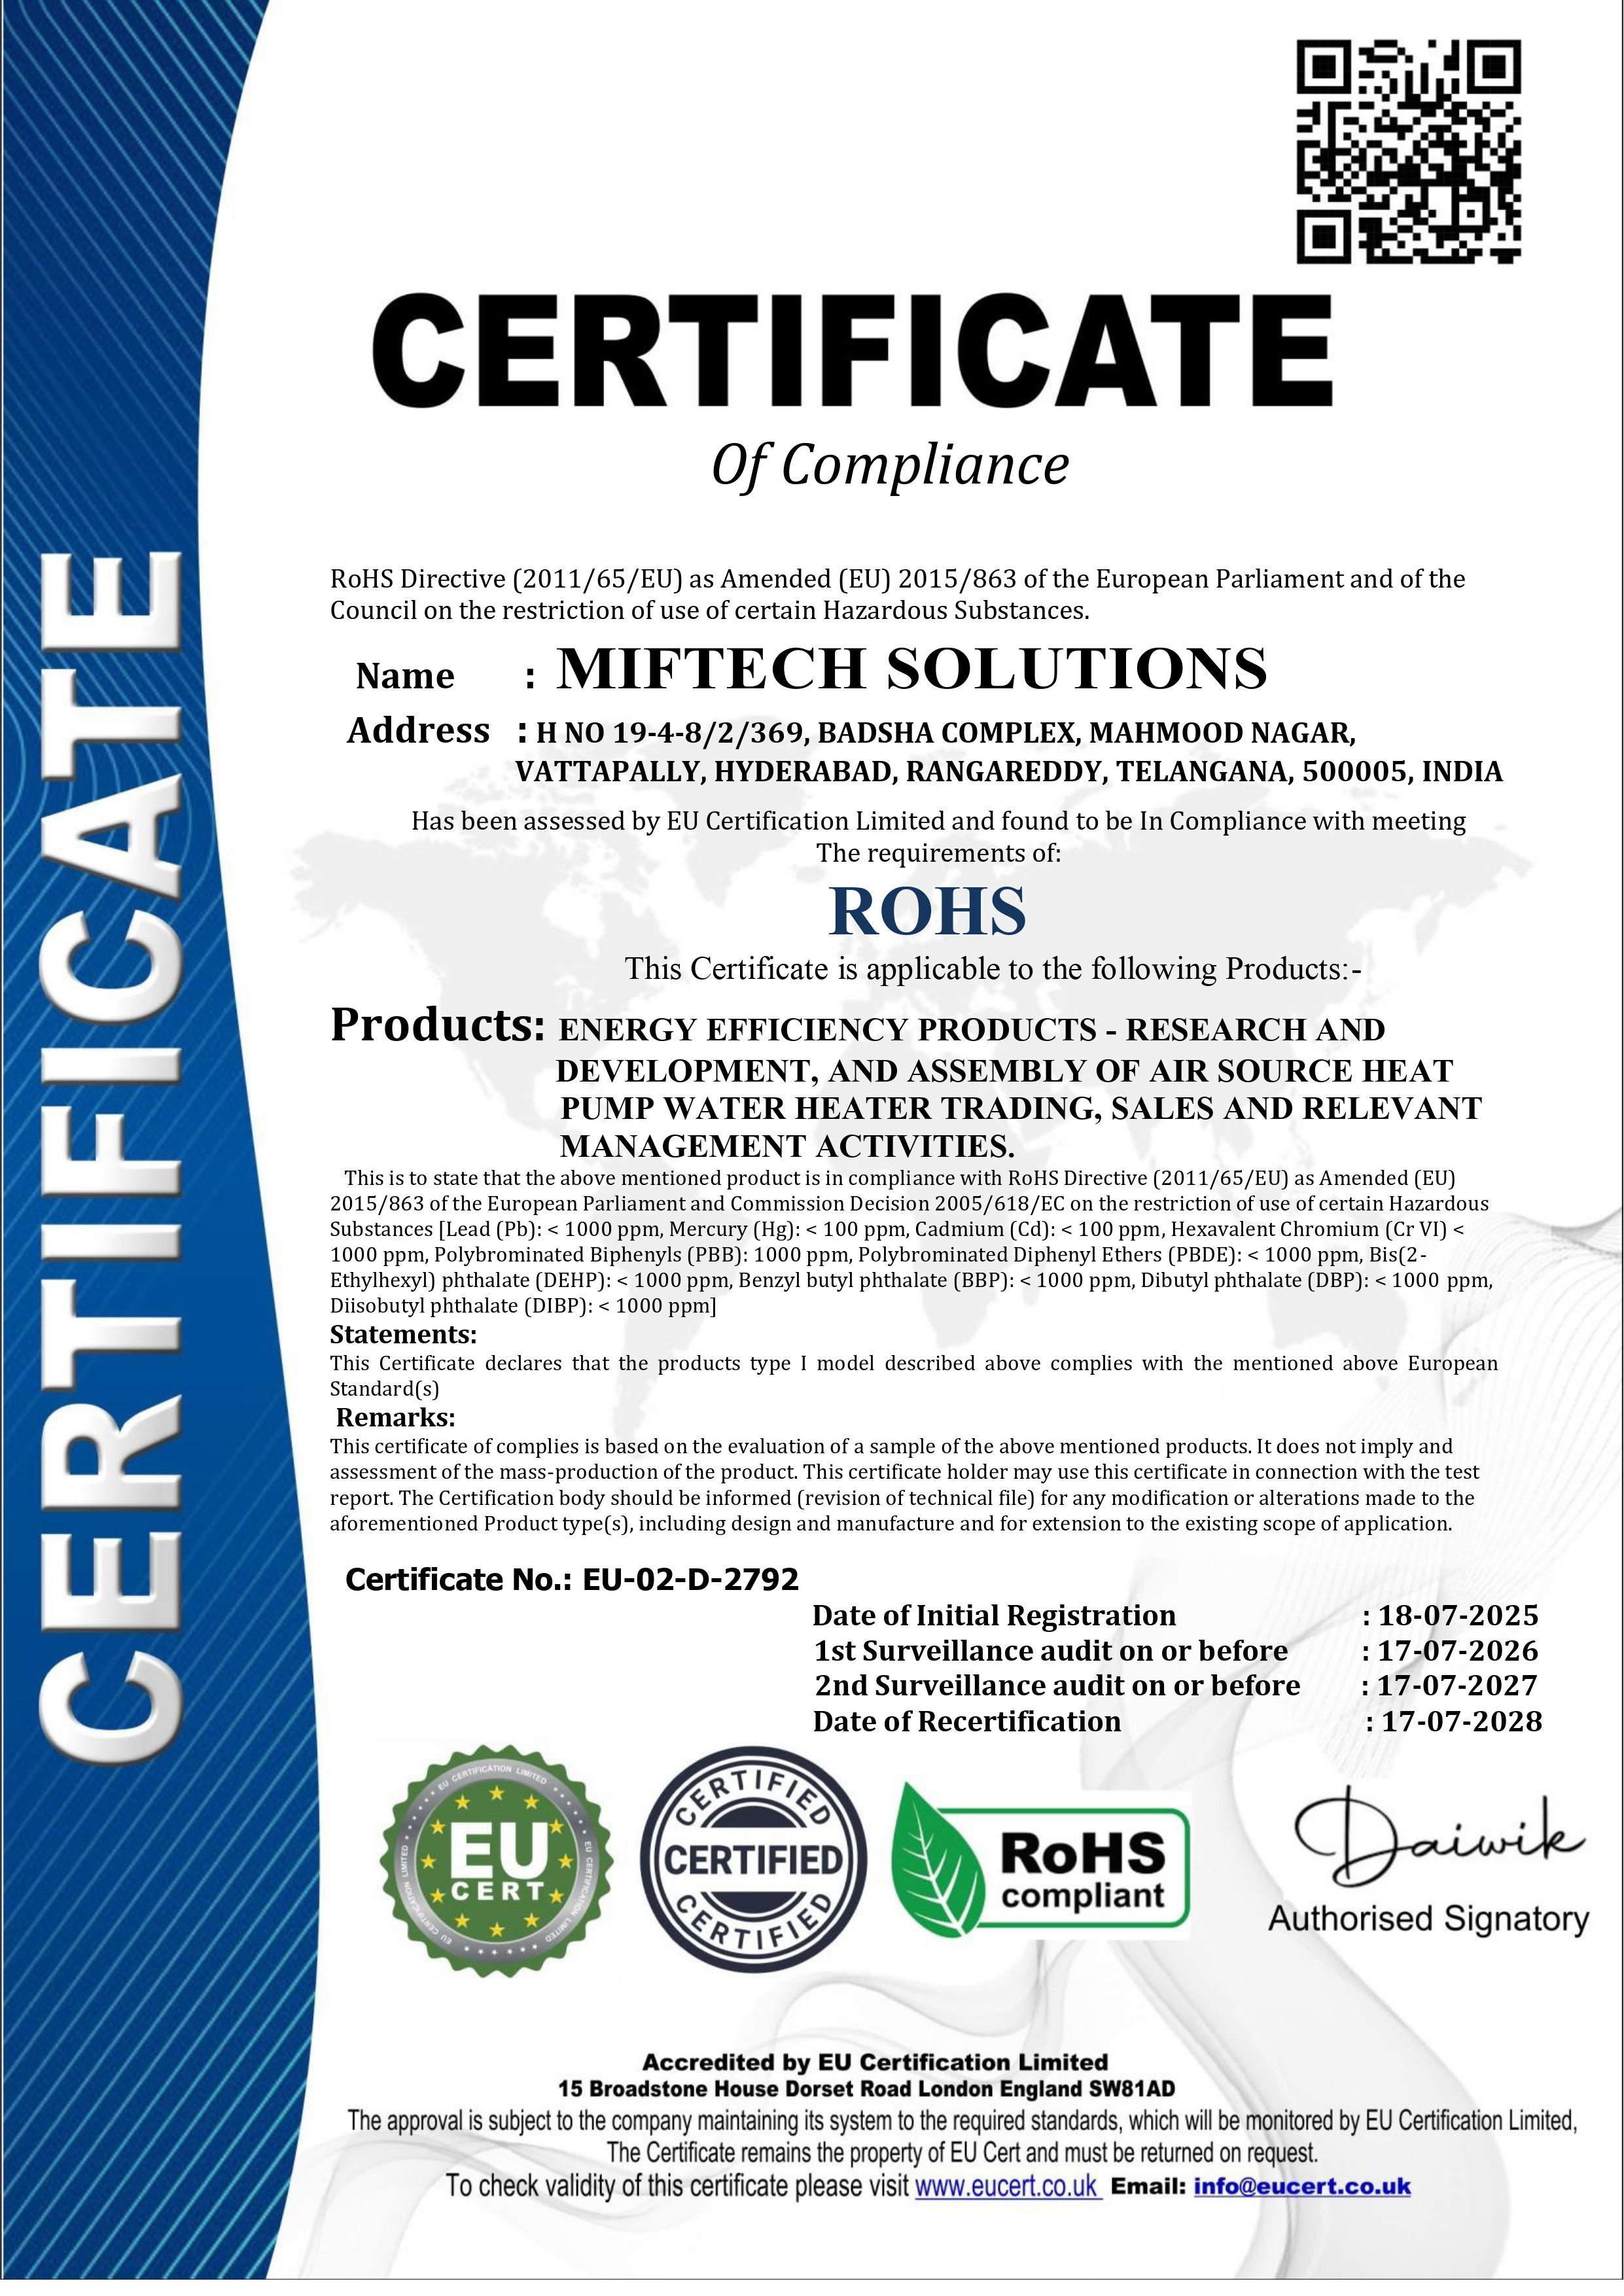 CERTIFICATE
CERTIFICATE
Of Compliance
RoHS Directive (2011/65/EU) as Amended (EU) 2015/863 of the European Parliament and of the
Council on the restriction of use of certain Hazardous Substances.
Name : MIFTECH SOLUTIONS
Address : H NO 19-4-8/2/369, BADSHA COMPLEX, MAHMOOD NAGAR,
VATTAPALLY, HYDERABAD, RANGAREDDY, TELANGANA, 500005, INDIA
Has been assessed by EU Certification Limited and found to be In Compliance with meeting
The requirements of:
ROHS
This Certificate is applicable to the following Products:-
Products: ENERGY EFFICIENCY PRODUCTS - RESEARCH AND
DEVELOPMENT, AND ASSEMBLY OF AIR SOURCE HEAT
PUMP WATER HEATER TRADING, SALES AND RELEVANT
MANAGEMENT ACTIVITIES.
This is to state that the above mentioned product is in compliance with RoHS Directive (2011/65/EU) as Amended (EU)
2015/863 of the European Parliament and Commission Decision 2005/618/EC on the restriction of use of certain Hazardous
Substances [Lead (Pb): < 1000 ppm, Mercury (Hg): < 100 ppm, Cadmium (Cd): < 100 ppm, Hexavalent Chromium (Cr VI) <
1000 ppm, Polybrominated Biphenyls (PBB): 1000 ppm, Polybrominated Diphenyl Ethers (PBDE): < 1000 ppm, Bis(2-
Ethylhexyl) phthalate (DEHP): < 1000 ppm, Benzyl butyl phthalate (BBP): < 1000 ppm, Dibutyl phthalate (DBP): < 1000 ppm,
Diisobutyl phthalate (DIBP): < 1000 ppm]
Statements:
This Certificate declares that the products type I model described above complies with the mentioned above European
Standard(s)
Remarks:
This certificate of complies is based on the evaluation of a sample of the above mentioned products. It does not imply and
assessment of the mass-production of the product. This certificate holder may use this certificate in connection with the test
report. The Certification body should be informed (revision of technical file) for any modification or alterations made to the
aforementioned Product type(s), including design and manufacture and for extension to the existing scope of application.
Certificate No.: EU-02-D-2792
Date of Initial Registration : 18-07-2025
1st Surveillance audit on or before : 17-07-2026
2nd Surveillance audit on or before : 17-07-2027
Date of Recertification : 17-07-2028
EU CERTIFICATION LIMITED
EU CERTIFICATION LIMITED
EU CERTIFICATION LIMITED
EU
CERT
CERTIFIED
CERTIFIED
CERTIFIED
RoHS
compliant
Daiwik
Authorised Signatory
Accredited by EU Certification Limited
15 Broadstone House Dorset Road London England SW81AD
The approval is subject to the company maintaining its system to the required standards, which will be monitored by EU Certification Limited,
The Certificate remains the property of EU Cert and must be returned on request.
To check validity of this certificate please visit www.eucert.co.uk Email: info@eucert.co.uk